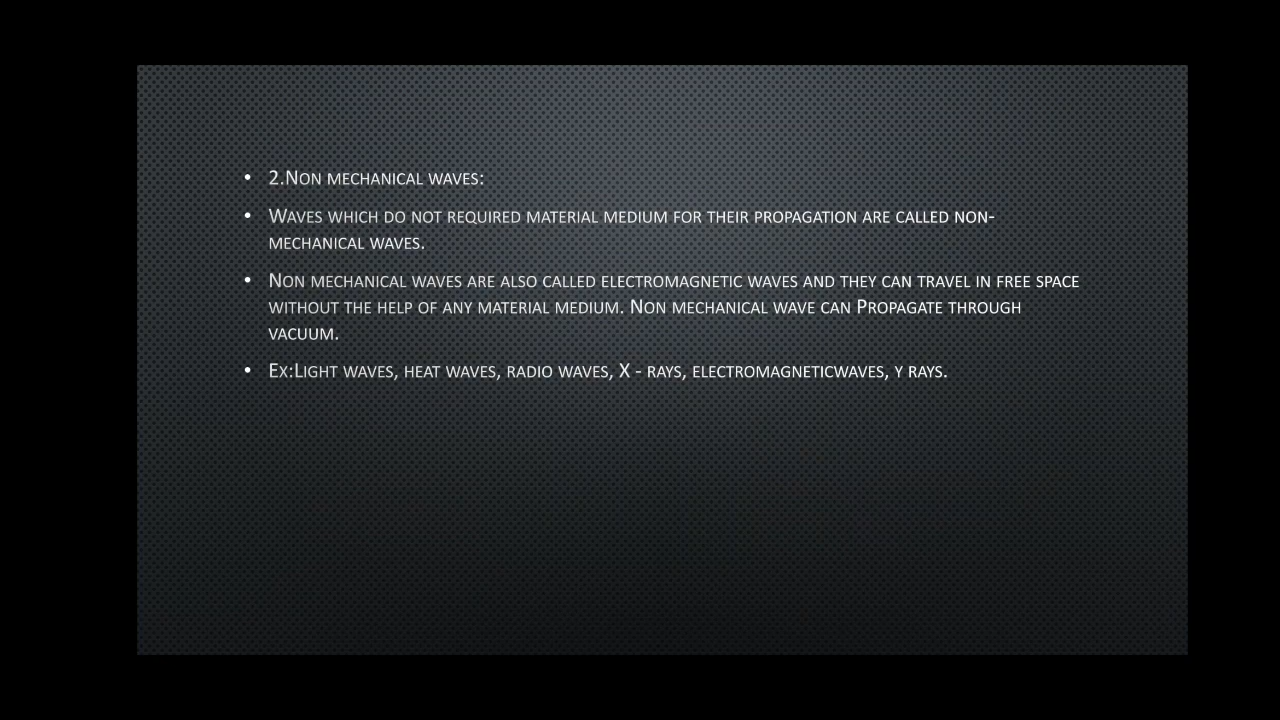 • 2.Non mechanical waves:
• Waves which do not required material medium for their propagation are called non-
mechanical waves.
• Non mechanical waves are also called electromagnetic waves and they can travel in free space
without the help of any material medium. Non mechanical wave can Propagate through
vacuum.
• Ex:Light waves, heat waves, radio waves, X - rays, electromagneticwaves, y rays.